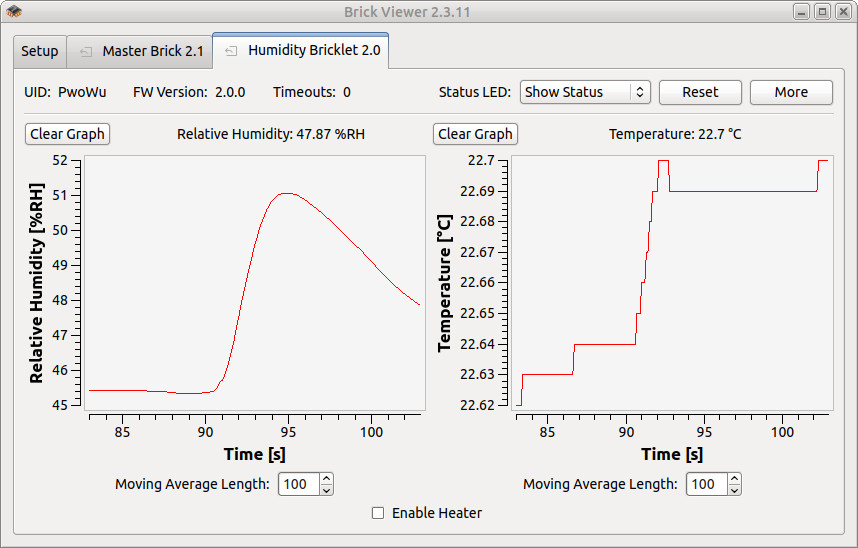 Brick Viewer 2.3.11
Setup Master Brick 2.1 Humidity Bricklet 2.0
UID: PwoWu FW Version: 2.0.0 Timeouts: 0 Status LED: Show Status Reset More
Clear Graph Relative Humidity: 47.87 %RH
52
51
50
49
48
47
46
45
Relative Humidity [%RH]
85 90 95 100
Time [s]
Moving Average Length: 100
Clear Graph Temperature: 22.7 °C
22.7
22.69
22.68
22.67
22.66
22.65
22.64
22.63
22.62
Temperature [°C]
85 90 95 100
Time [s]
Moving Average Length: 100
Enable Heater